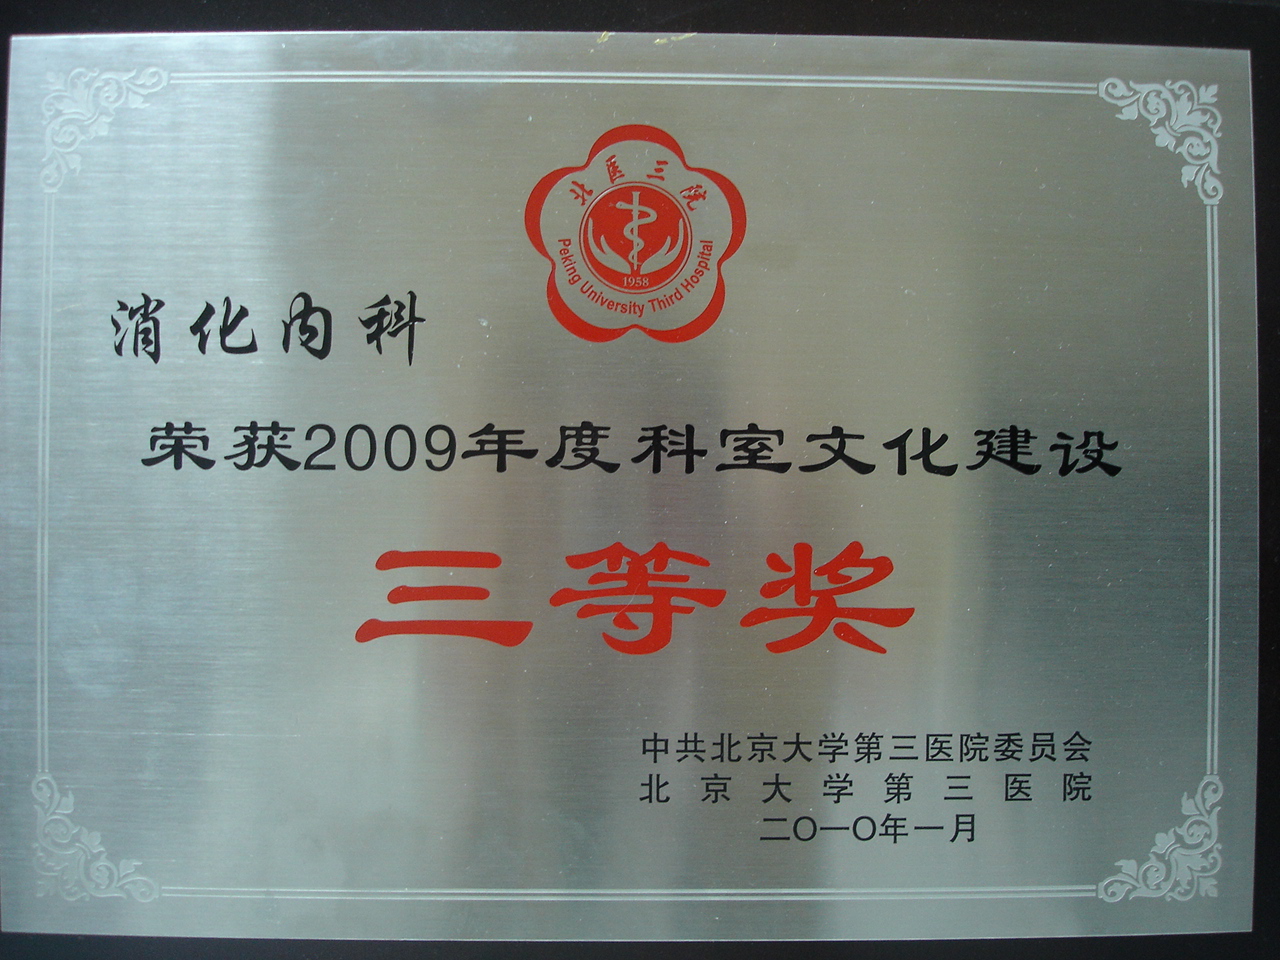 北医三院
1958
Peking University Third Hospital
消化内科
荣获2009年度科室文化建设
三等奖
中共北京大学第三医院委员会
北京大学第三医院
二〇一〇年一月